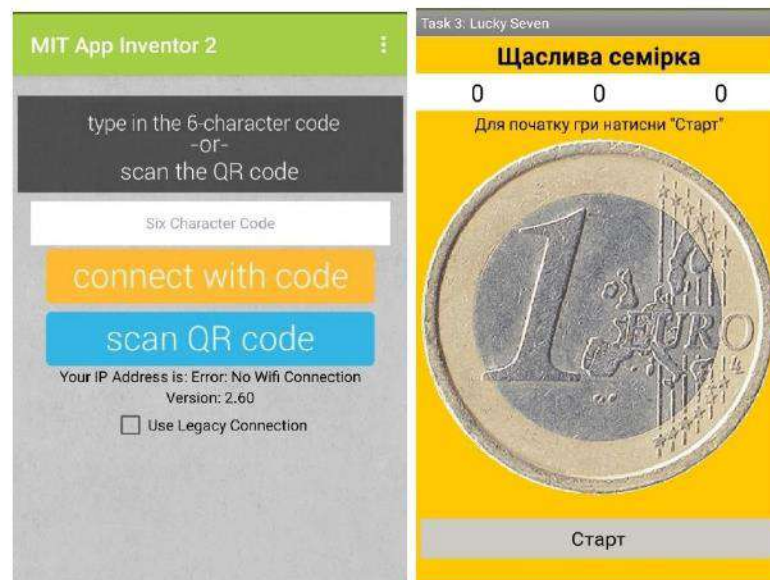 MIT App Inventor 2
type in the 6-character code
-or-
scan the QR code
Six Character Code
connect with code
scan QR code
Your IP Address is: Error: No Wifi Connection
Version: 2.60
Use Legacy Connection
Task 3: Lucky Seven
Щаслива семірка
0 0 0
Для початку гри натисни "Старт"
1 EURO
Старт